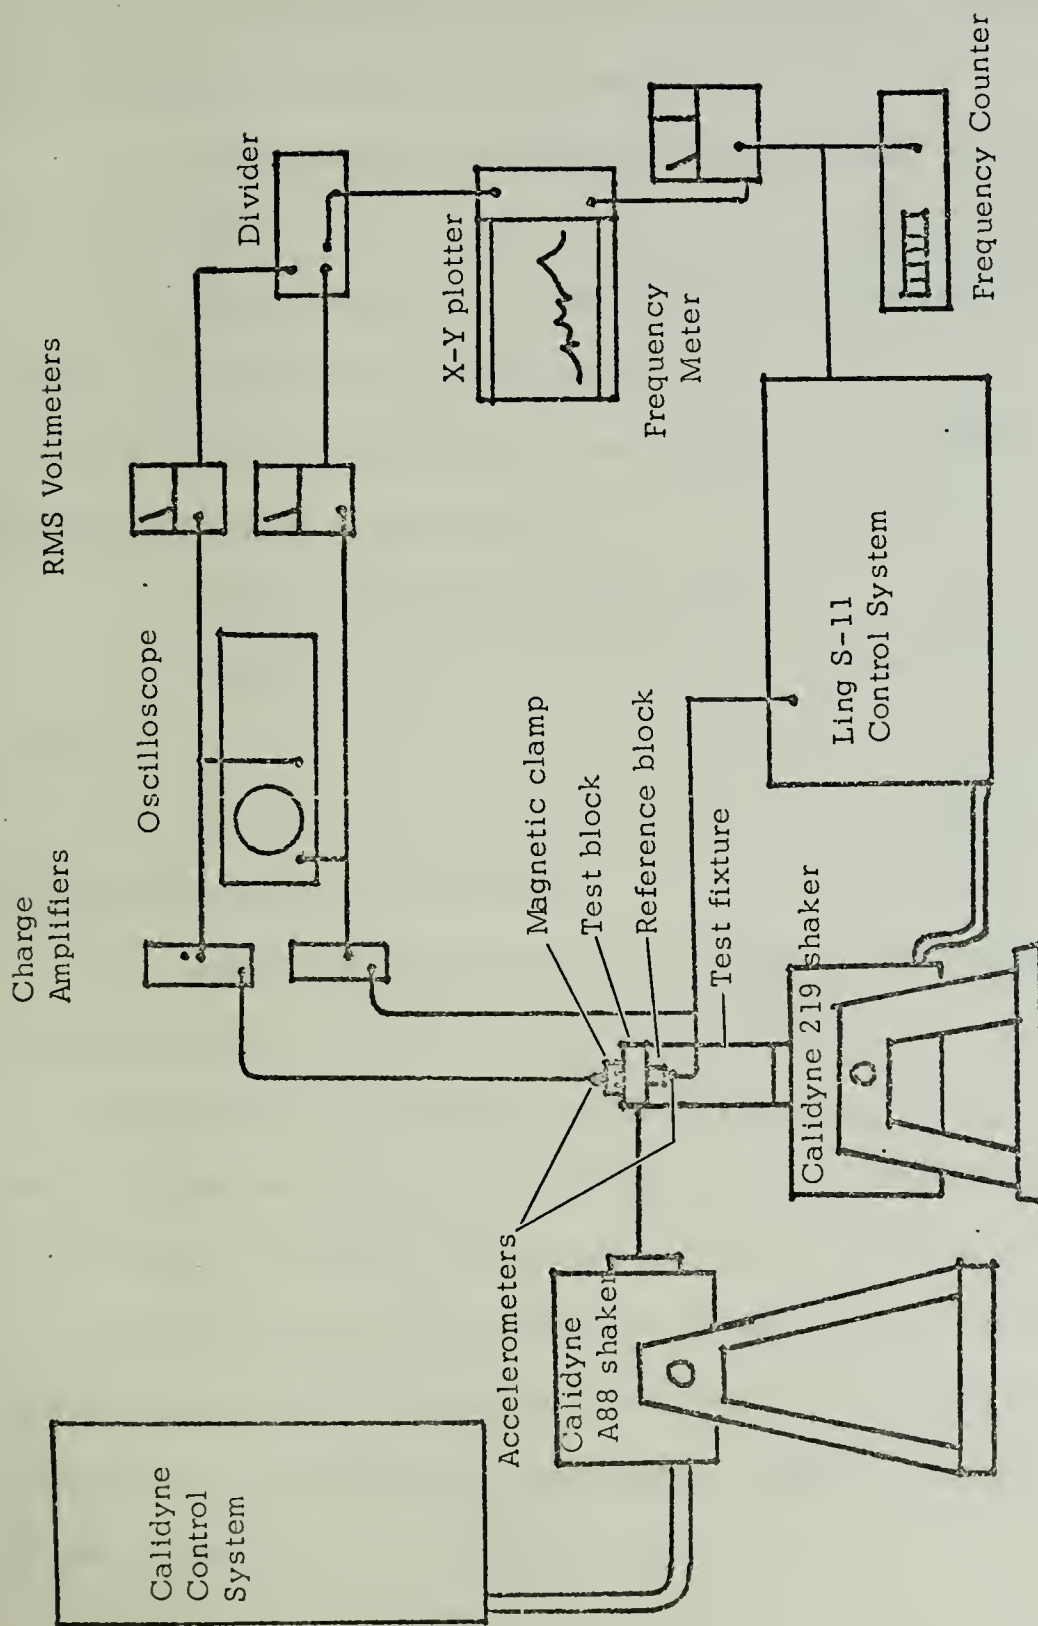 Charge
Amplifiers
RMS Voltmeters
Oscilloscope
Divider
X-Y plotter
Frequency
Meter
Frequency Counter
Magnetic clamp
Test block
Reference block
Test fixture
Ling S-11
Control System
Calidyne 219 shaker
Accelerometers
Calidyne
A88 shaker
Calidyne
Control
System